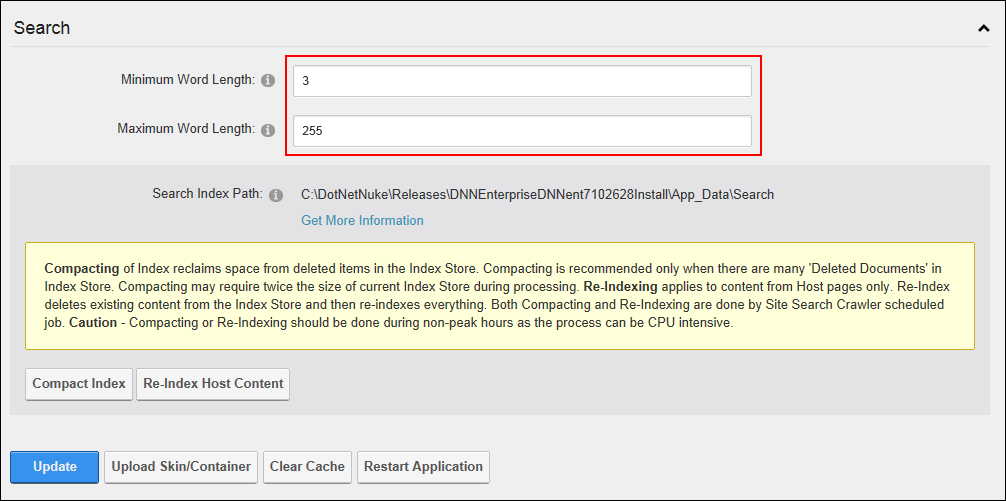 Search
Minimum Word Length: 3
Maximum Word Length: 255
Search Index Path: C:\DotNetNuke\Releases\DNNEnterpriseDNNent7102628Install\App_Data\Search
Get More Information
Compacting of Index reclaims space from deleted items in the Index Store. Compacting is recommended only when there are many 'Deleted Documents' in
Index Store. Compacting may require twice the size of current Index Store during processing. Re-Indexing applies to content from Host pages only. Re-Index
deletes existing content from the Index Store and then re-indexes everything. Both Compacting and Re-Indexing are done by Site Search Crawler scheduled
job. Caution - Compacting or Re-Indexing should be done during non-peak hours as the process can be CPU intensive.
Compact Index Re-Index Host Content
Update Upload Skin/Container Clear Cache Restart Application